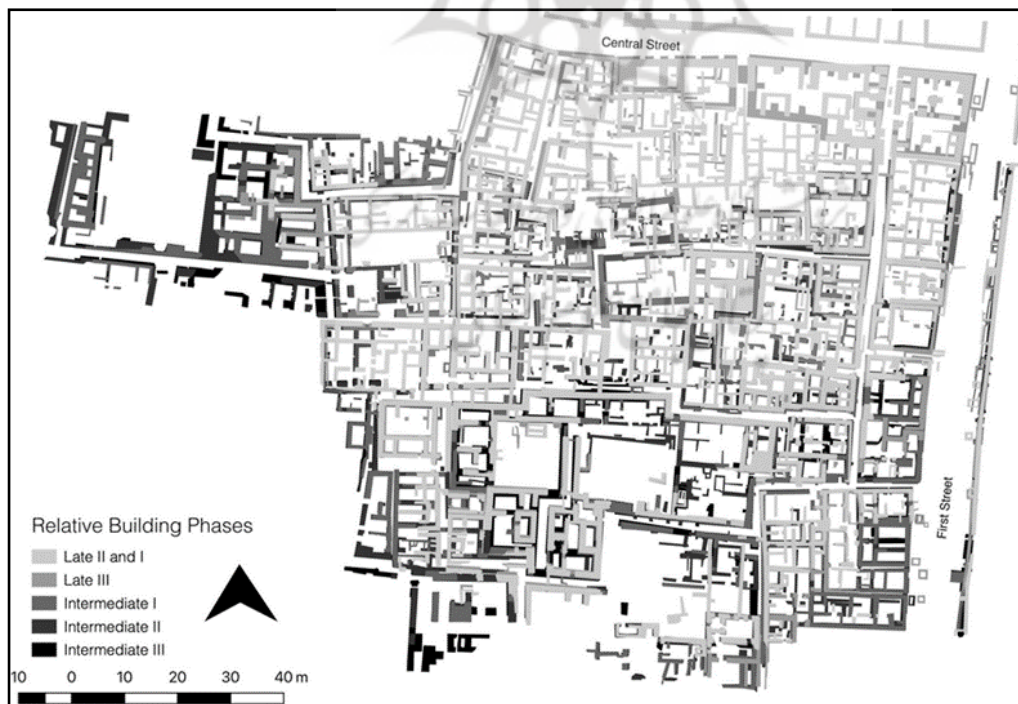 Central Street
First Street
Relative Building Phases
Late II and I
Late III
Intermediate I
Intermediate II
Intermediate III
10 0 10 20 30 40 m